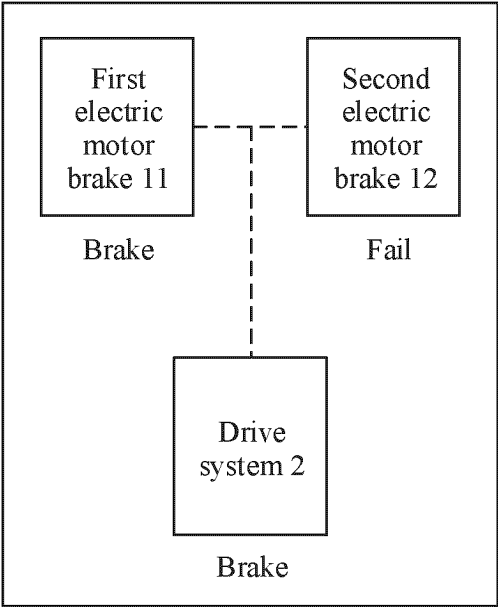 First
electric
motor
brake 11
Brake
Second
electric
motor
brake 12
Fail
Drive
system 2
Brake